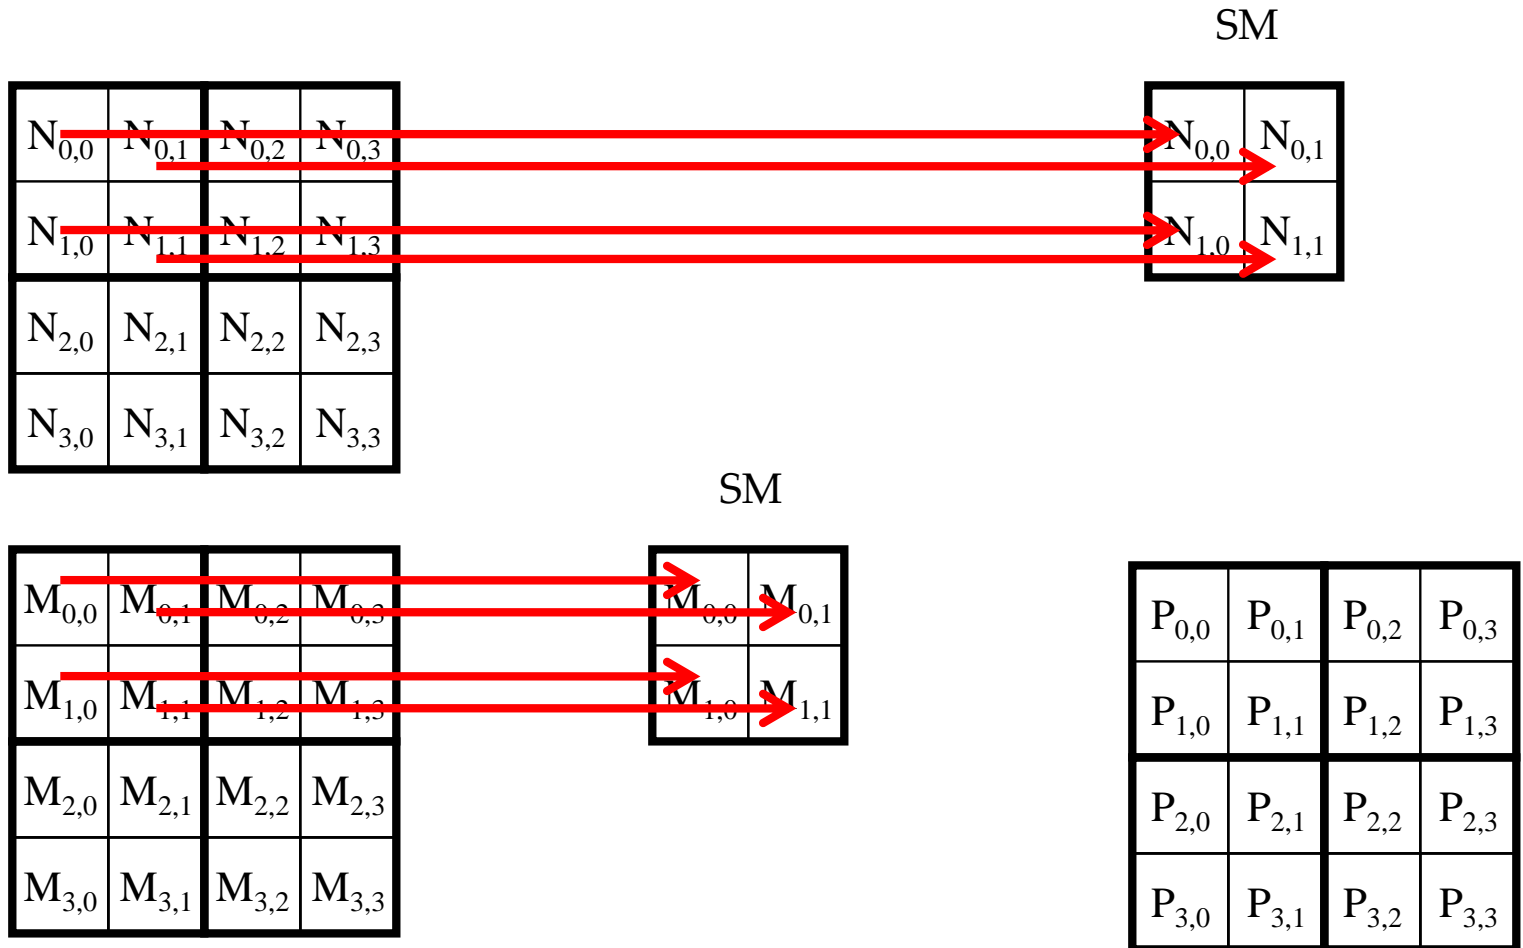 SM
N0,0 N0,1 N0,2 N0,3 N0,0 N0,1
N1,0 N1,1 N1,2 N1,3 N1,0 N1,1
N2,0 N2,1 N2,2 N2,3
N3,0 N3,1 N3,2 N3,3
SM
M0,0 M0,1 M0,2 M0,3 M0,0 M0,1 P0,0 P0,1 P0,2 P0,3
M1,0 M1,1 M1,2 M1,3 M1,0 M1,1 P1,0 P1,1 P1,2 P1,3
M2,0 M2,1 M2,2 M2,3 P2,0 P2,1 P2,2 P2,3
M3,0 M3,1 M3,2 M3,3 P3,0 P3,1 P3,2 P3,3